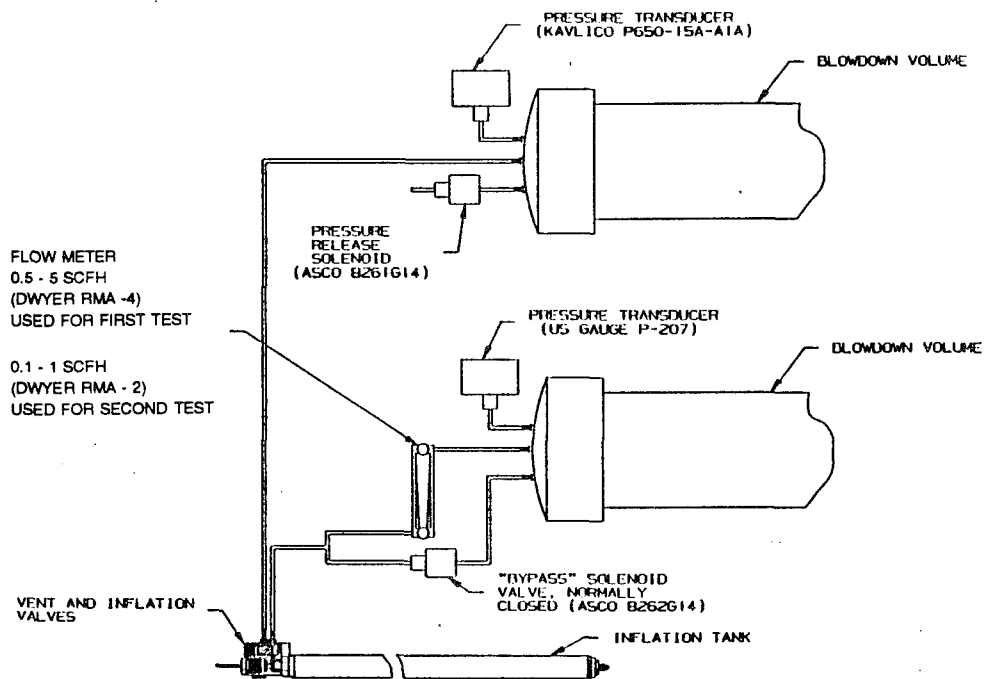 PRESSURE TRANSDUCER
(KAVLICO P650-15A-A1A)
BLOWDOWN VOLUME
PRESSURE
RELEASE
SOLENOID
(ASCO 8261G14)
FLOW METER
0.5 - 5 SCFH
(DWYER RMA -4)
USED FOR FIRST TEST
0.1 - 1 SCFH
(DWYER RMA - 2)
USED FOR SECOND TEST
PRESSURE TRANSDUCER
(US GAUGE P-207)
BLOWDOWN VOLUME
"BYPASS" SOLENOID
VALVE, NORMALLY
CLOSED (ASCO 8262G14)
VENT AND INFLATION
VALVES
INFLATION TANK